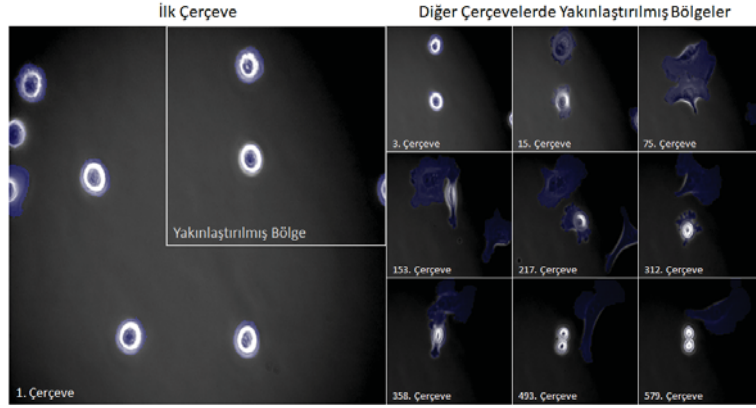 İlk Çerçeve
Diğer Çerçevelerde Yakınlaştırılmış Bölgeler
Yakınlaştırılmış Bölge
1. Çerçeve
3. Çerçeve
15. Çerçeve
75. Çerçeve
153. Çerçeve
217. Çerçeve
312. Çerçeve
358. Çerçeve
493. Çerçeve
579. Çerçeve